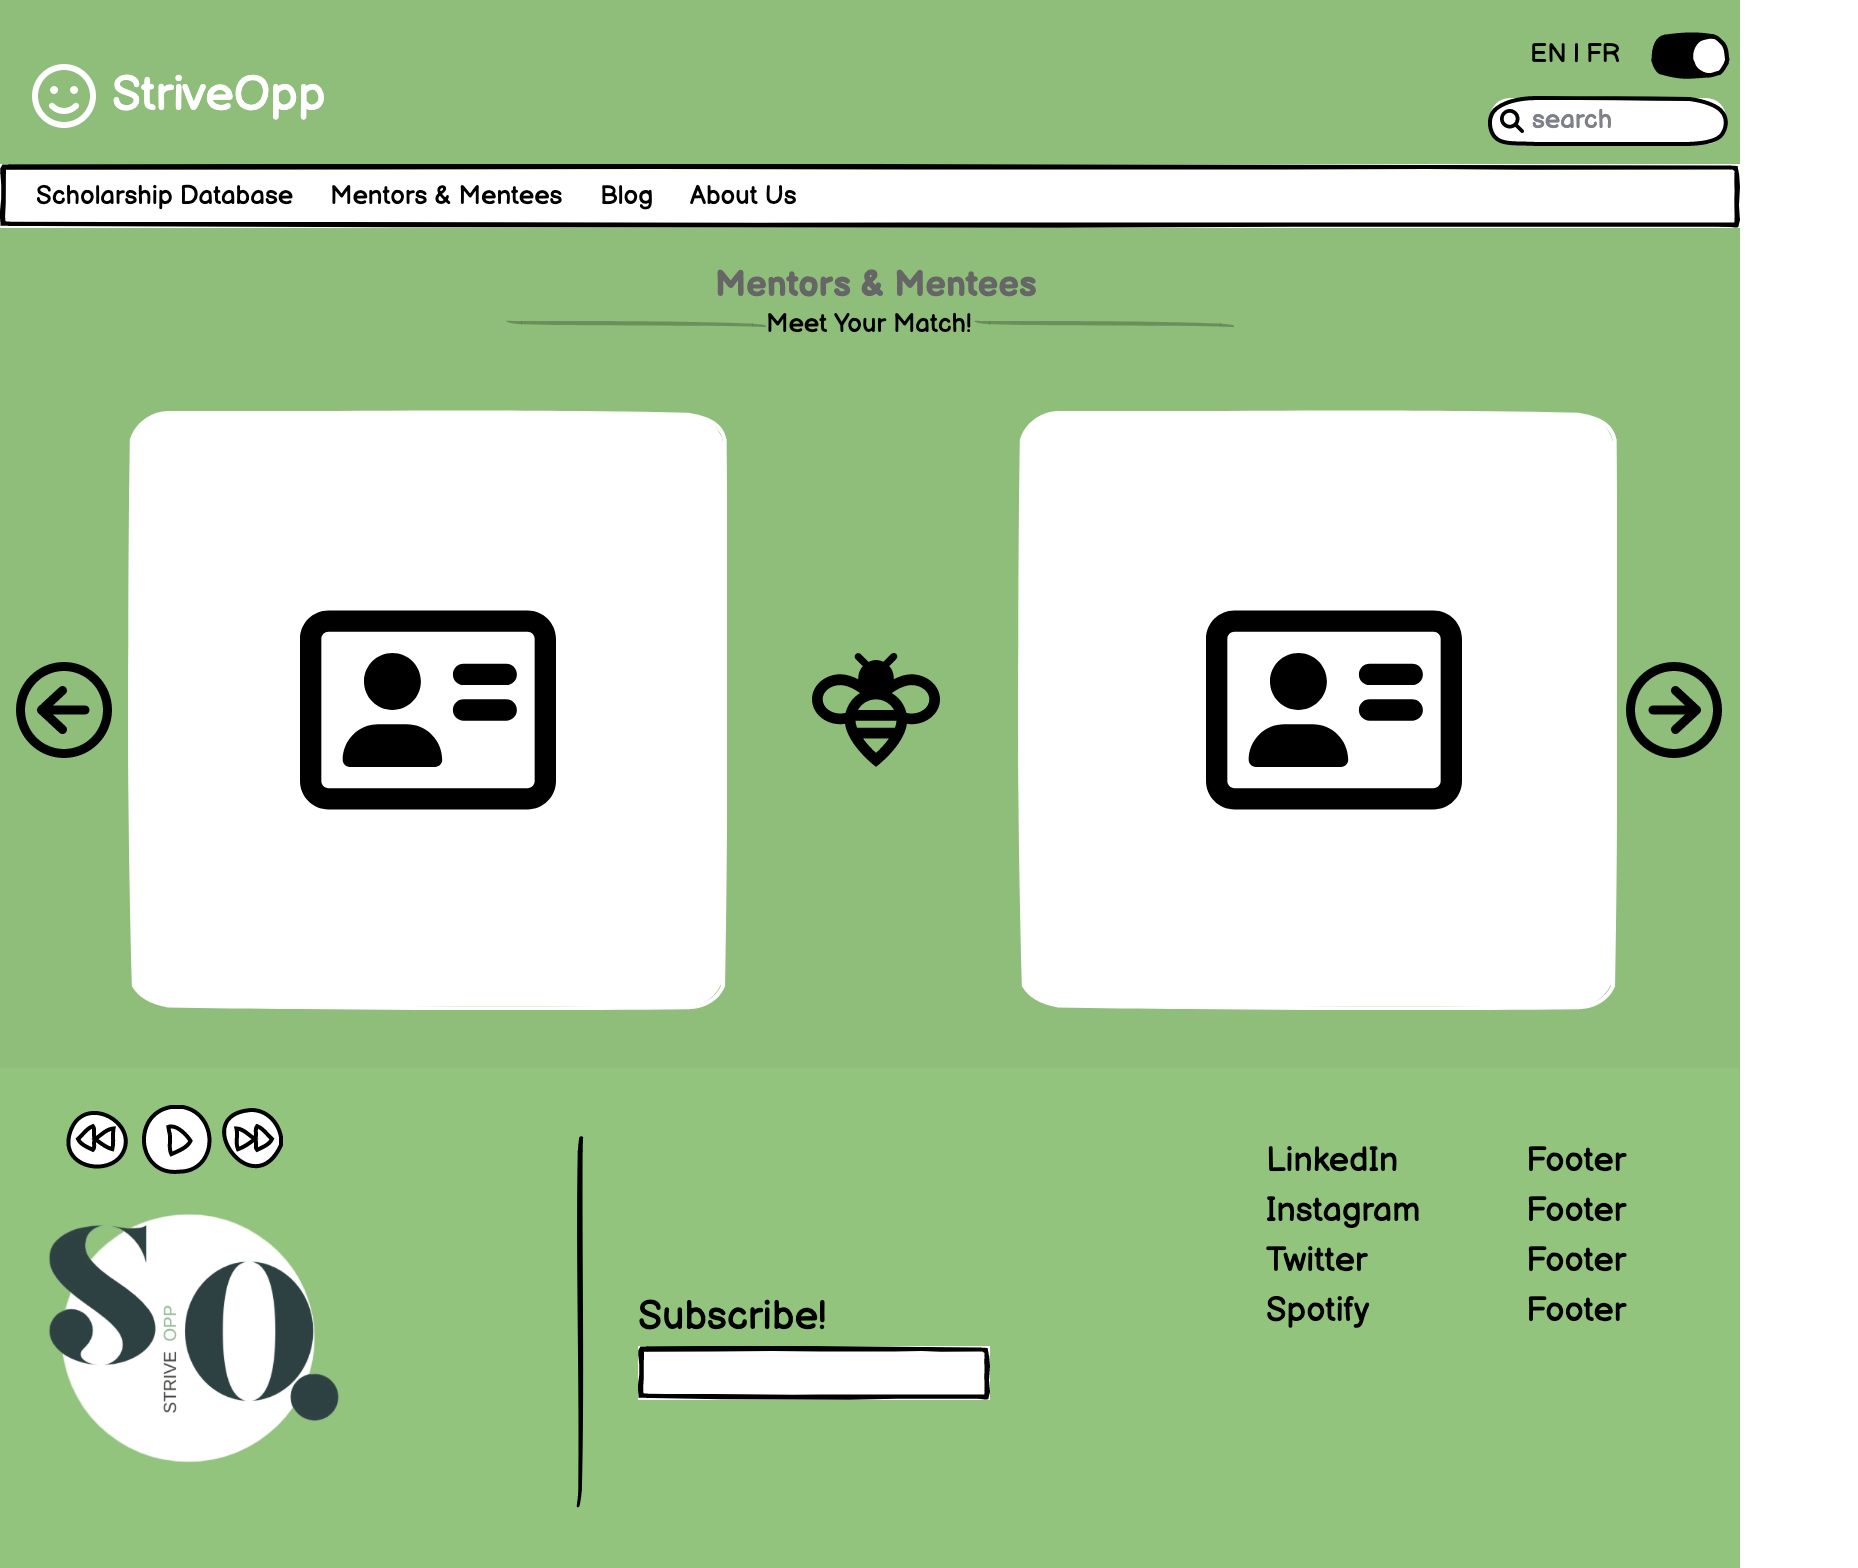 EN | FR
StriveOpp
search
Scholarship Database Mentors & Mentees Blog About Us
Mentors & Mentees
Meet Your Match!
LinkedIn Footer
Instagram Footer
Twitter Footer
Spotify Footer
So.
STRIVE OPP
Subscribe!